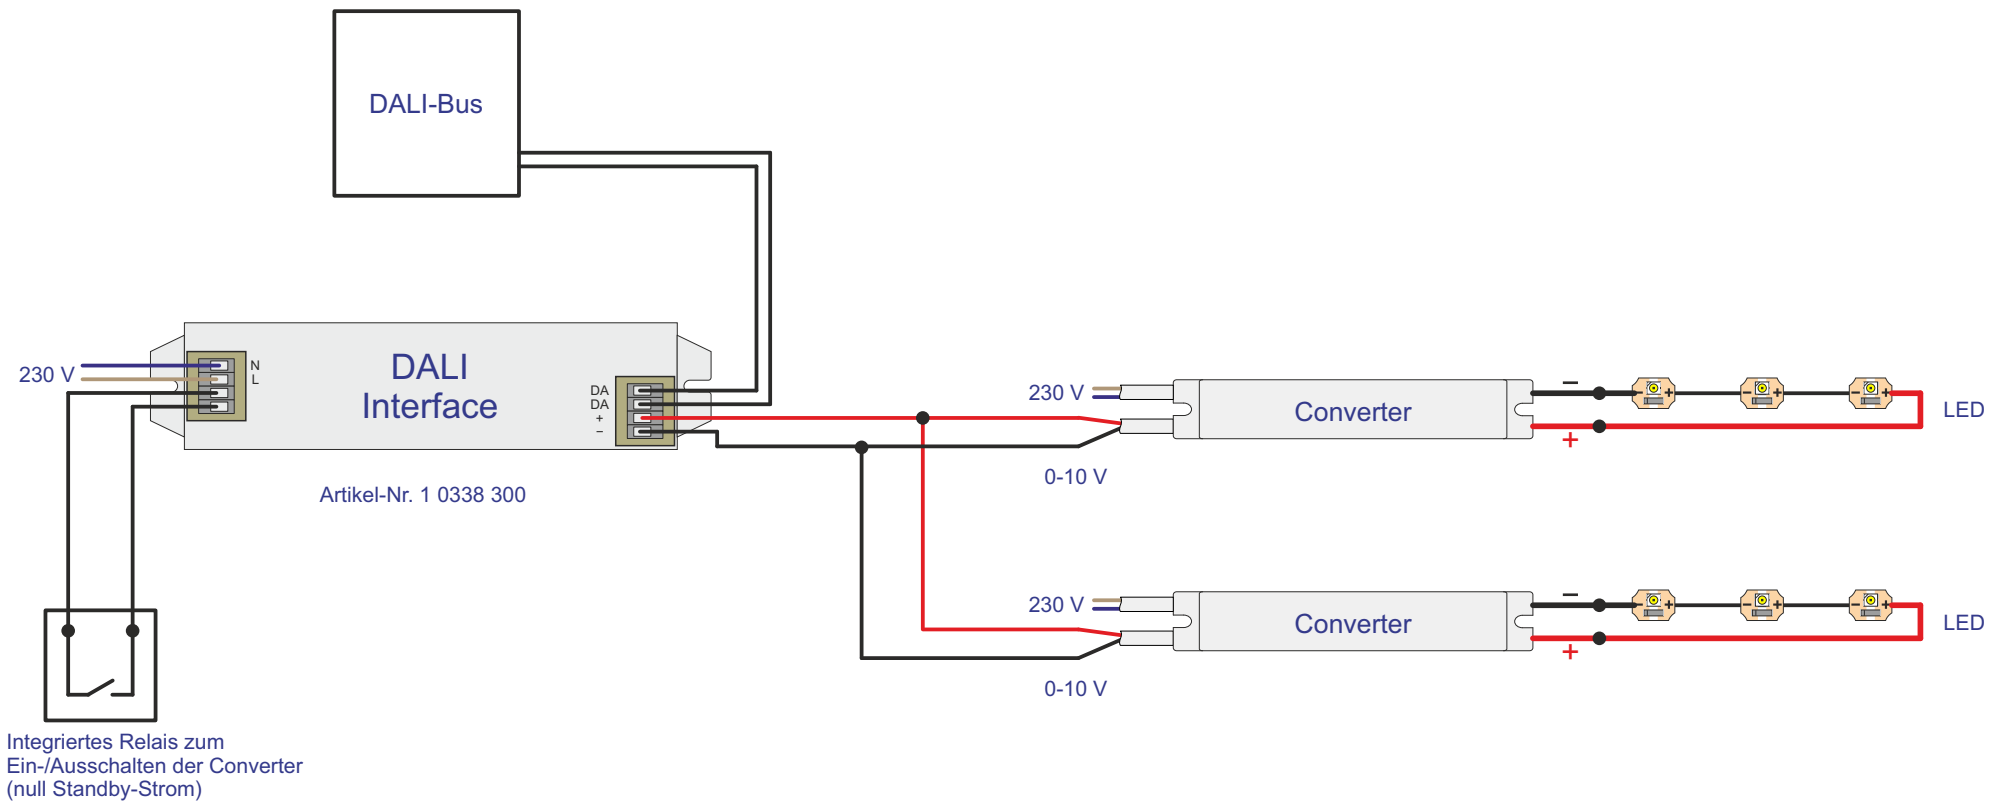 DALI-Bus
DALI
Interface
230 V
N
L
DA
DA
+
−
Artikel-Nr. 1 0338 300
230 V
Converter
0-10 V
−
+
− + − + − +
LED
230 V
Converter
0-10 V
−
+
− + − + − +
LED
Integriertes Relais zum
Ein-/Ausschalten der Converter
(null Standby-Strom)